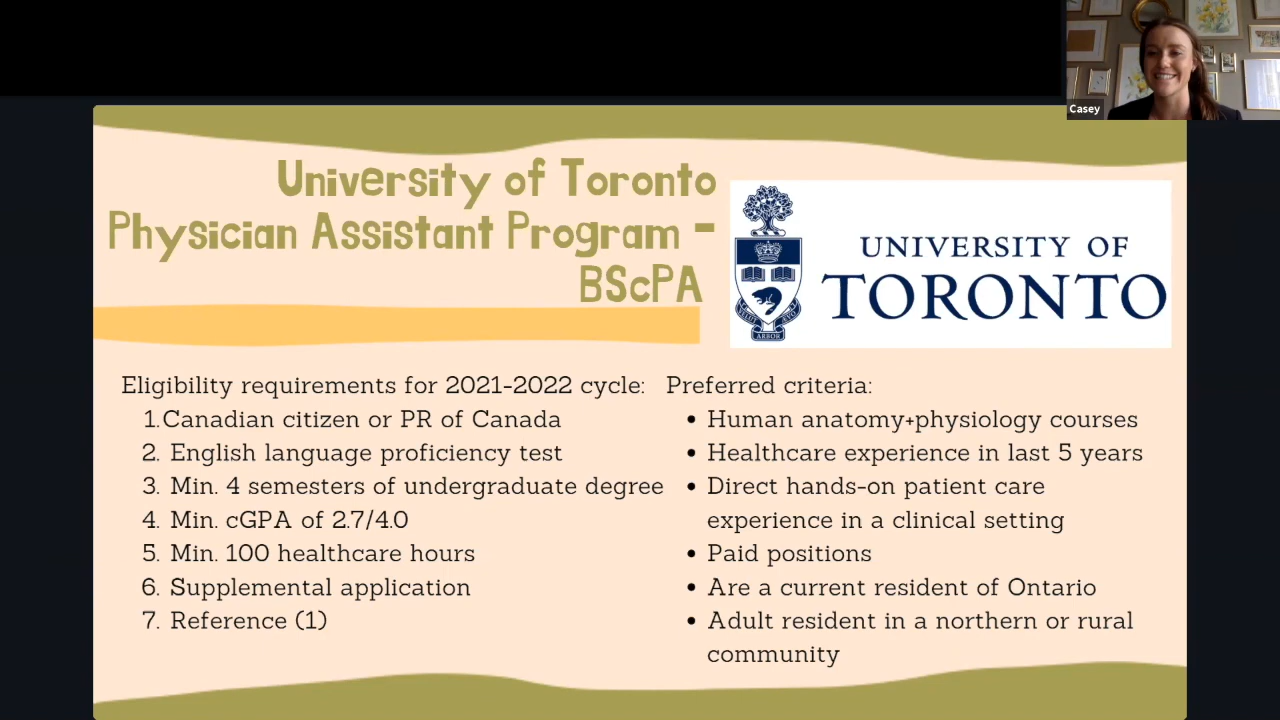 Casey
University of Toronto
Physician Assistant Program -
BScPA
UNIVERSITY OF
TORONTO
ARBOR
Eligibility requirements for 2021-2022 cycle:
1. Canadian citizen or PR of Canada
2. English language proficiency test
3. Min. 4 semesters of undergraduate degree
4. Min. cGPA of 2.7/4.0
5. Min. 100 healthcare hours
6. Supplemental application
7. Reference (1)
Preferred criteria:
• Human anatomy+physiology courses
• Healthcare experience in last 5 years
• Direct hands-on patient care
experience in a clinical setting
• Paid positions
• Are a current resident of Ontario
• Adult resident in a northern or rural
community